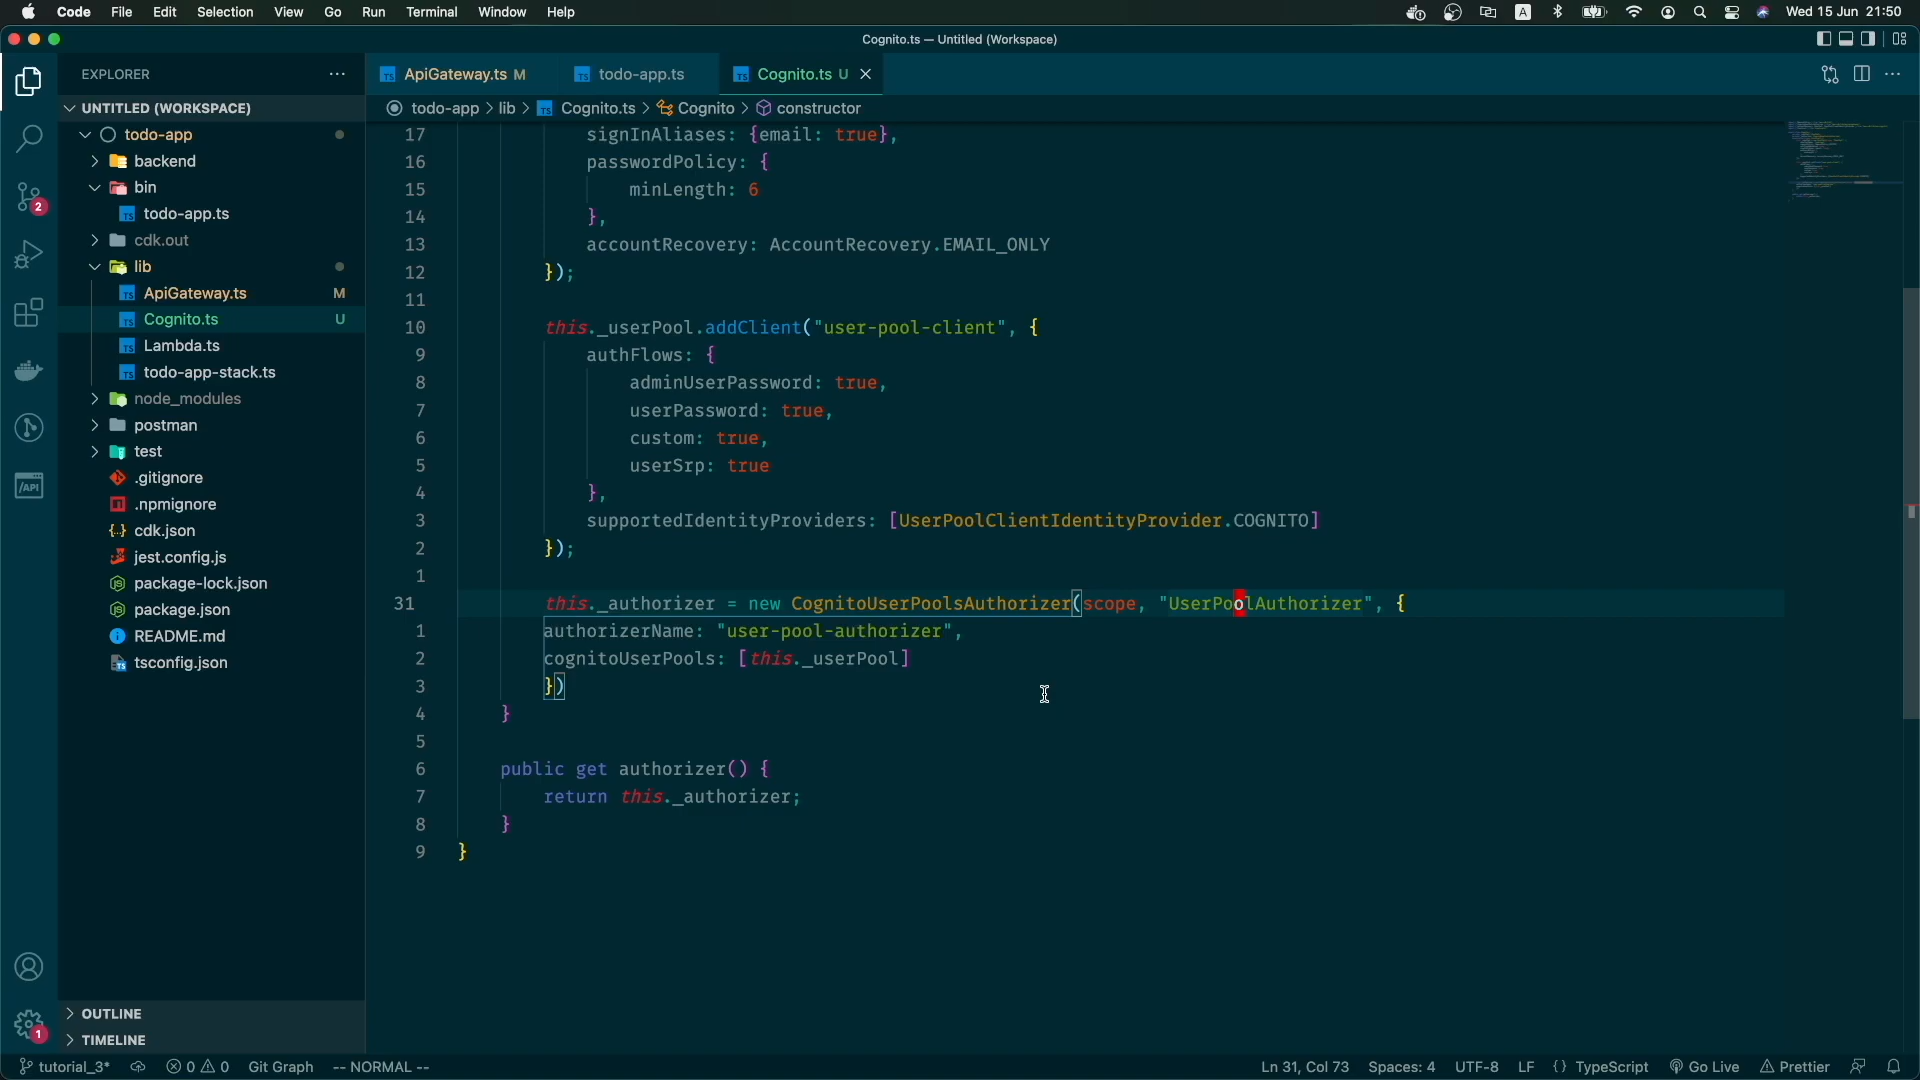 Code File Edit Selection View Go Run Terminal Window Help
A
Wed 15 Jun 21:50
Cognito.ts — Untitled (Workspace)
EXPLORER
ApiGateway.ts M
todo-app.ts
Cognito.ts U
UNTITLED (WORKSPACE)
todo-app > lib > Cognito.ts > Cognito > constructor
todo-app
backend
bin
todo-app.ts
cdk.out
lib
ApiGateway.ts M
Cognito.ts U
Lambda.ts
todo-app-stack.ts
node_modules
postman
test
.gitignore
.npmignore
cdk.json
jest.config.js
package-lock.json
package.json
README.md
tsconfig.json
OUTLINE
TIMELINE
2
/API
1
17 signInAliases: {email: true},
16 passwordPolicy: {
15 minLength: 6
14 },
13 accountRecovery: AccountRecovery.EMAIL_ONLY
12 });
11
10 this._userPool.addClient("user-pool-client", {
9 authFlows: {
8 adminUserPassword: true,
7 userPassword: true,
6 custom: true,
5 userSrp: true
4 },
3 supportedIdentityProviders: [UserPoolClientIdentityProvider.COGNITO]
2 });
1
31 this._authorizer = new CognitoUserPoolsAuthorizer(scope, "UserPoolAuthorizer", {
1 authorizerName: "user-pool-authorizer",
2 cognitoUserPools: [this._userPool]
3 })
4 }
5
6 public get authorizer() {
7 return this._authorizer;
8 }
9 }
tutorial_3* 0 0 Git Graph -- NORMAL -- Ln 31, Col 73 Spaces: 4 UTF-8 LF {} TypeScript Go Live Prettier